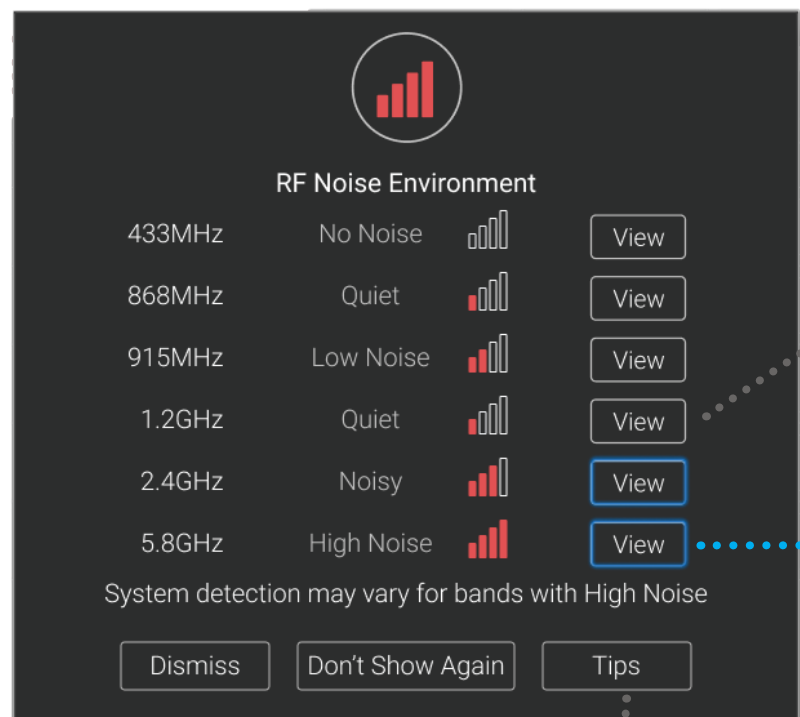 RF Noise Environment
433MHz No Noise View
868MHz Quiet View
915MHz Low Noise View
1.2GHz Quiet View
2.4GHz Noisy View
5.8GHz High Noise View
System detection may vary for bands with High Noise
Dismiss Don't Show Again Tips